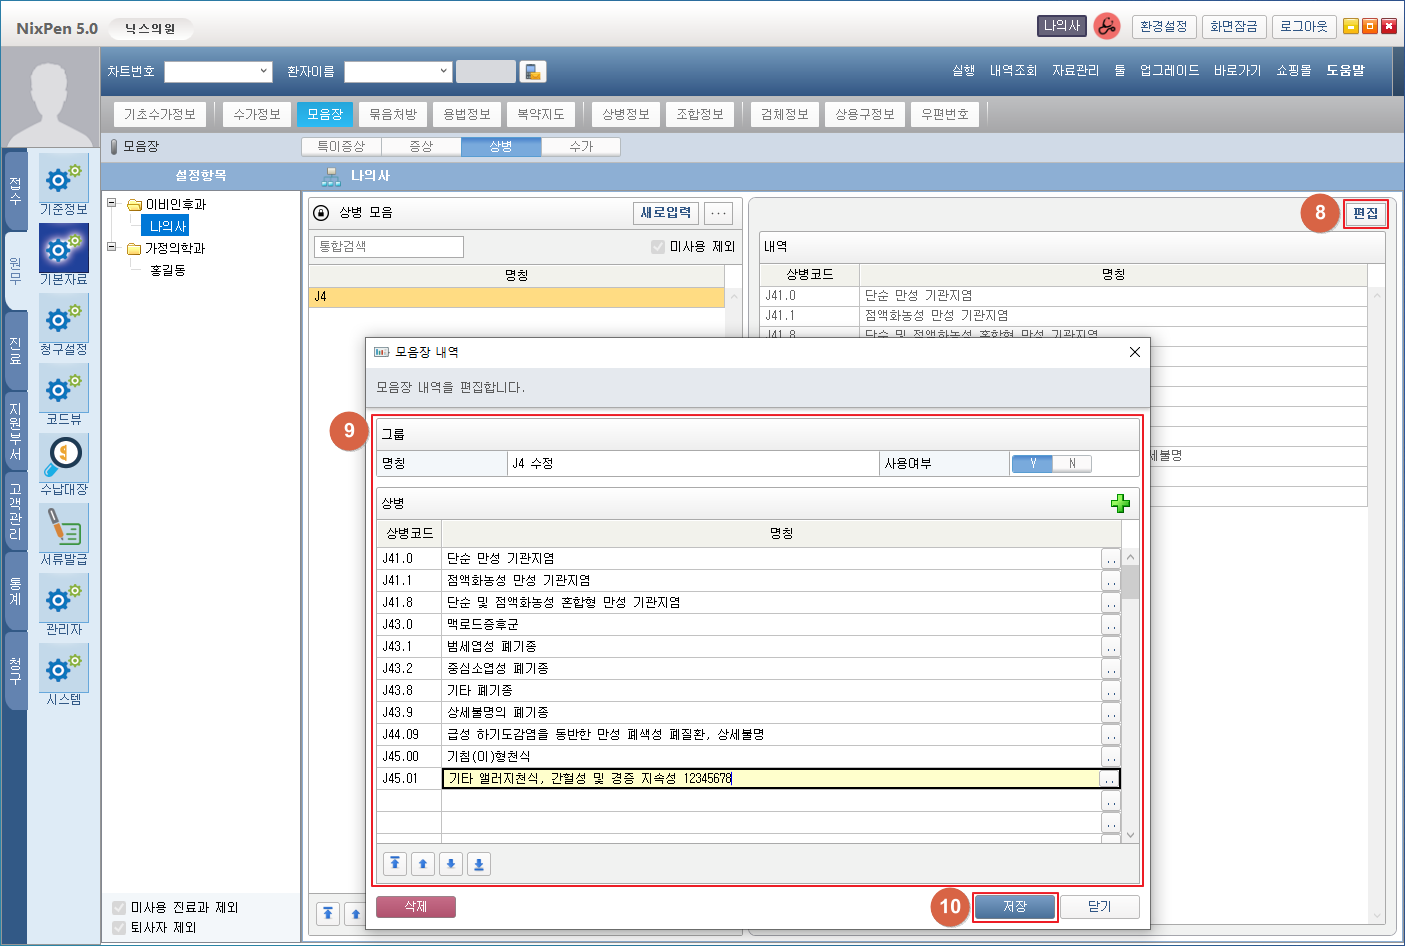 NixPen 5.0 닉스의원 나의사 환경설정 화면잠금 로그아웃
차트번호 환자이름 실행 내역조회 자료관리 툴 업그레이드 바로가기 쇼핑몰 도움말
기초수가정보 수가정보 모음장 묶음처방 용법정보 복약지도 상병정보 조합정보 검체정보 상용구정보 우편번호
모음장 특이증상 증상 상병 수가
설정항목 나의사
접수
원무
진료
지원부서
고객관리
통계
청구
기준정보
기본자료
청구설정
코드뷰
수납대장
서류발급
관리자
시스템
이비인후과
나의사
가정의학과
홍길동
미사용 진료과 제외
퇴사자 제외
상병 모음 새로입력 ...
통합검색 미사용 제외
명칭
J4
8 편집
내역
상병코드 명칭
J41.0 단순 만성 기관지염
J41.1 점액화농성 만성 기관지염
J41.8 단순 및 점액화농성 혼합형 만성 기관지염
세불명
모음장 내역
모음장 내역을 편집합니다.
9
그룹
명칭 J4 수정 사용여부 Y N
상병
상병코드 명칭
J41.0 단순 만성 기관지염 ..
J41.1 점액화농성 만성 기관지염 ..
J41.8 단순 및 점액화농성 혼합형 만성 기관지염 ..
J43.0 맥로드증후군 ..
J43.1 범세엽성 폐기종 ..
J43.2 중심소엽성 폐기종 ..
J43.8 기타 폐기종 ..
J43.9 상세불명의 폐기종 ..
J44.09 급성 하기도감염을 동반한 만성 폐색성 폐질환, 상세불명 ..
J45.00 기침(이)형천식 ..
J45.01 기타 앨러지천식, 간헐성 및 경증 지속성 12345678 ..
..
..
삭제 10 저장 닫기